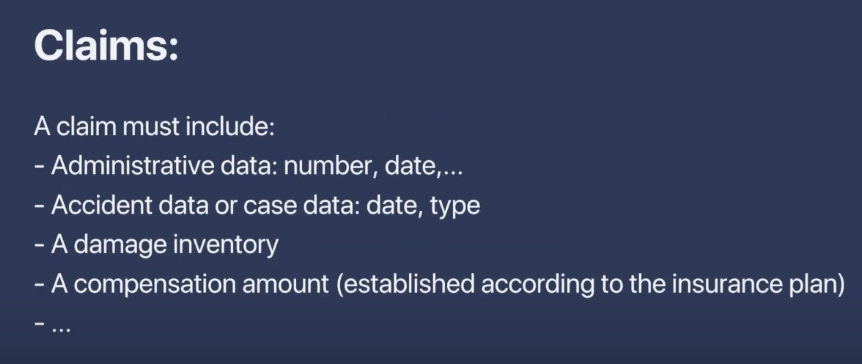 Claims:
A claim must include:
- Administrative data: number, date,...
- Accident data or case data: date, type
- A damage inventory
- A compensation amount (established according to the insurance plan)
- ...